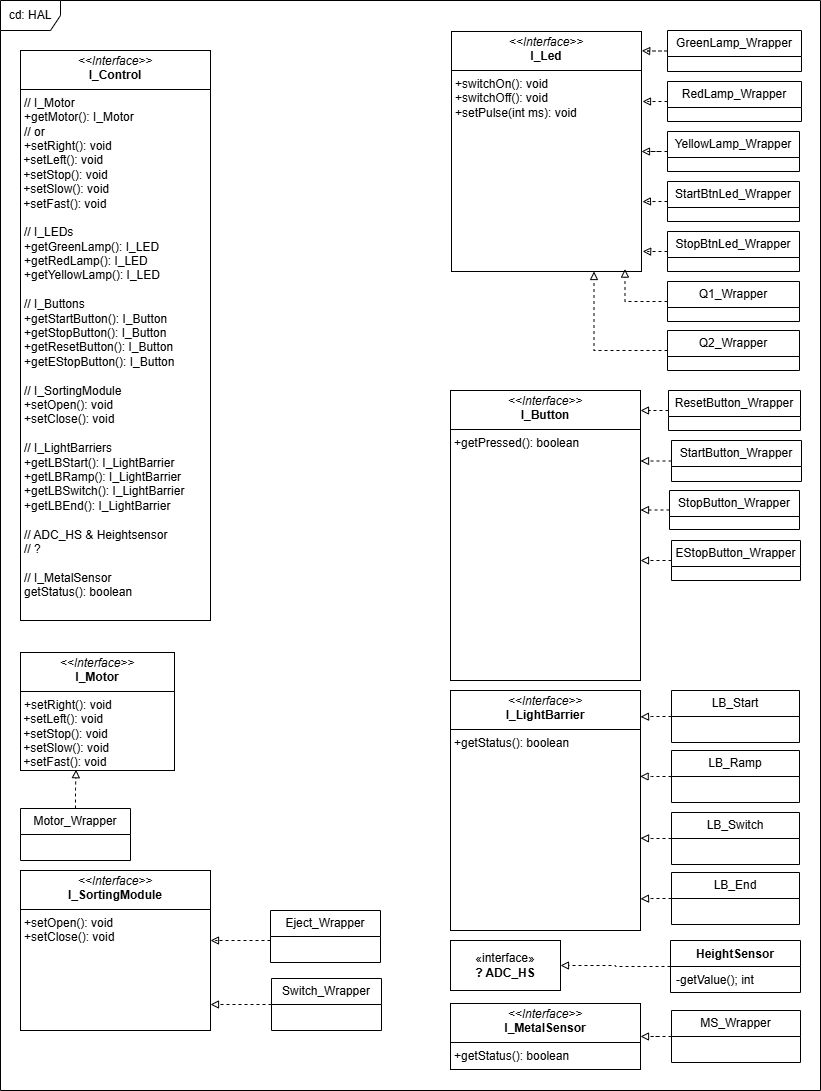 cd: HAL
<<Interface>>
I_Control
// I_Motor
+getMotor(): I_Motor
// or
+setRight(): void
+setLeft(): void
+setStop(): void
+setSlow(): void
+setFast(): void
// I_LEDs
+getGreenLamp(): I_LED
+getRedLamp(): I_LED
+getYellowLamp(): I_LED
// I_Buttons
+getStartButton(): I_Button
+getStopButton(): I_Button
+getResetButton(): I_Button
+getEStopButton(): I_Button
// I_SortingModule
+setOpen(): void
+setClose(): void
// I_LightBarriers
+getLBStart(): I_LightBarrier
+getLBRamp(): I_LightBarrier
+getLBSwitch(): I_LightBarrier
+getLBEnd(): I_LightBarrier
// ADC_HS & Heightsensor
// ?
// I_MetalSensor
getStatus(): boolean
<<Interface>>
I_Motor
+setRight(): void
+setLeft(): void
+setStop(): void
+setSlow(): void
+setFast(): void
Motor_Wrapper
<<Interface>>
I_SortingModule
+setOpen(): void
+setClose(): void
Eject_Wrapper
Switch_Wrapper
<<Interface>>
I_Led
+switchOn(): void
+switchOff(): void
+setPulse(int ms): void
GreenLamp_Wrapper
RedLamp_Wrapper
YellowLamp_Wrapper
StartBtnLed_Wrapper
StopBtnLed_Wrapper
Q1_Wrapper
Q2_Wrapper
<<Interface>>
I_Button
+getPressed(): boolean
ResetButton_Wrapper
StartButton_Wrapper
StopButton_Wrapper
EStopButton_Wrapper
<<Interface>>
I_LightBarrier
+getStatus(): boolean
LB_Start
LB_Ramp
LB_Switch
LB_End
«interface»
? ADC_HS
HeightSensor
-getValue(); int
<<Interface>>
I_MetalSensor
+getStatus(): boolean
MS_Wrapper